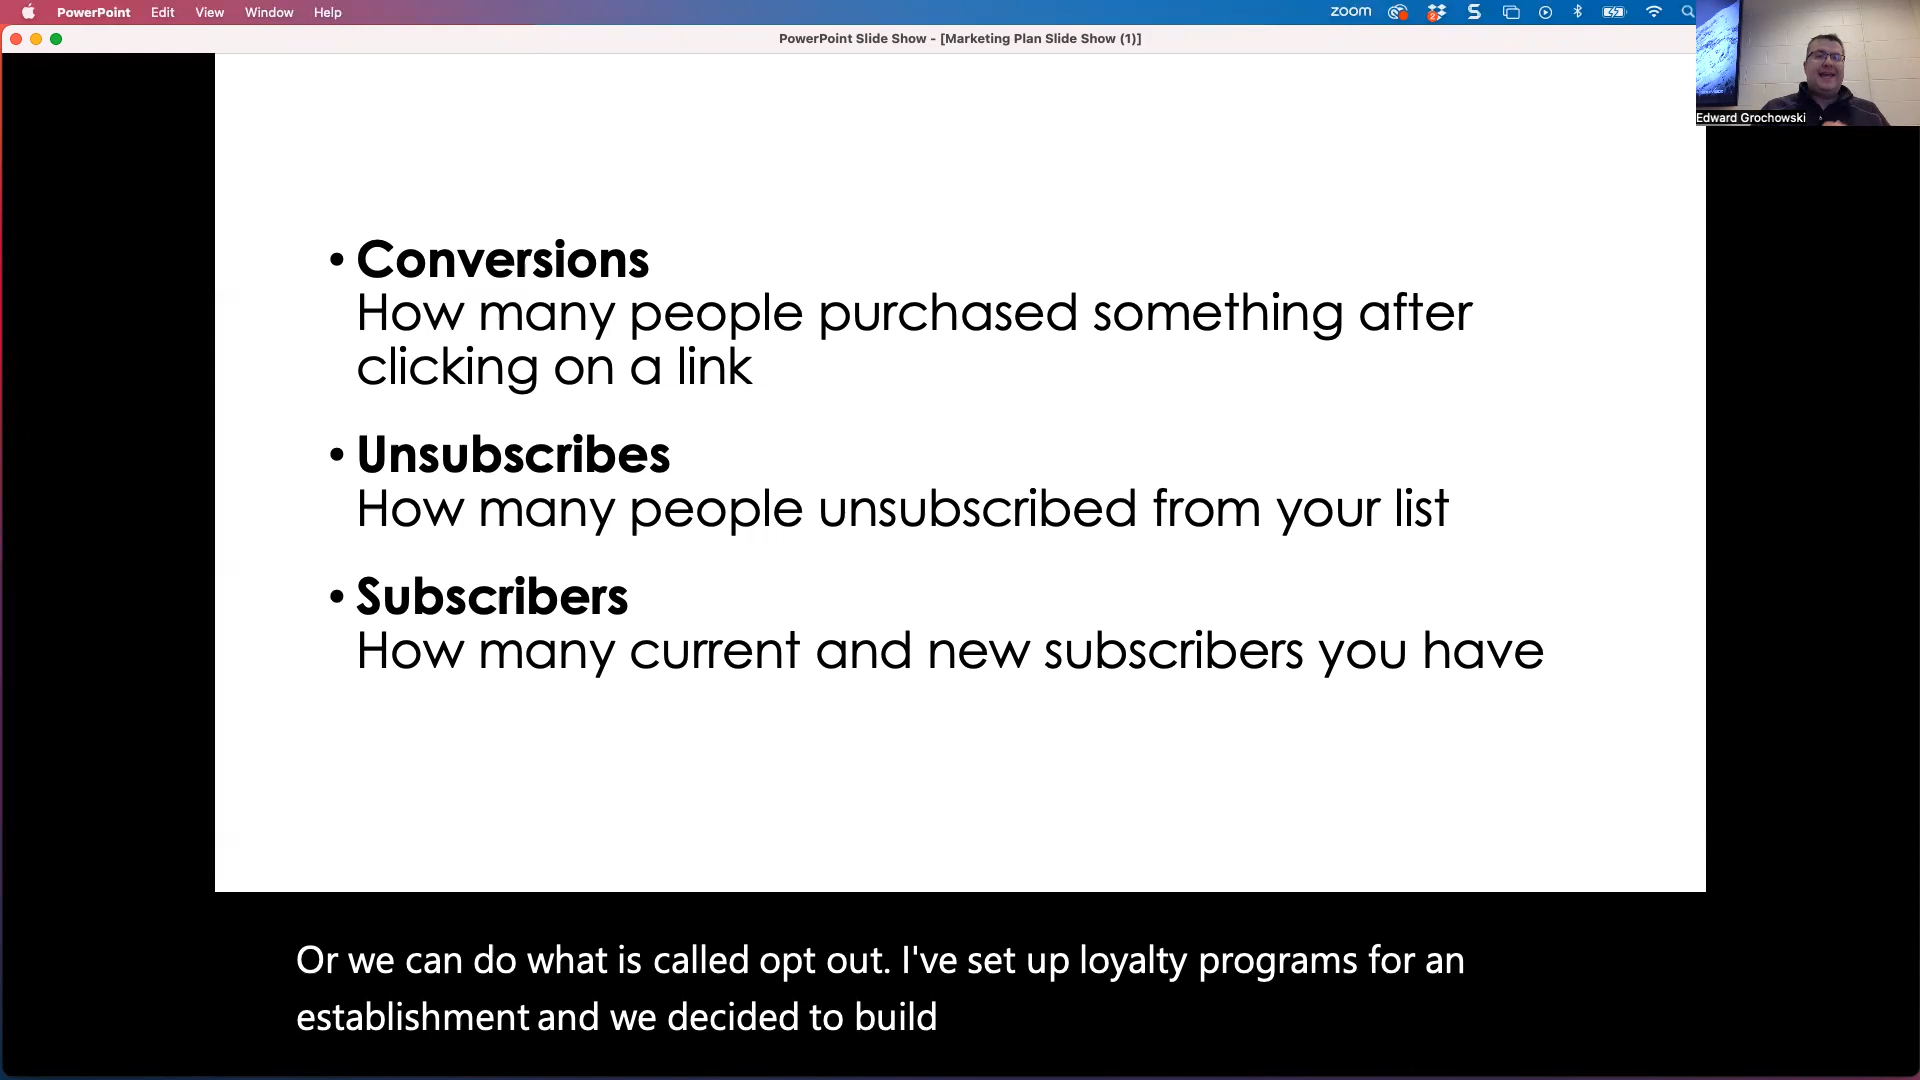 PowerPoint Edit View Window Help zoom
PowerPoint Slide Show - [Marketing Plan Slide Show (1)]
Edward Grochowski
• Conversions
How many people purchased something after
clicking on a link
• Unsubscribes
How many people unsubscribed from your list
• Subscribers
How many current and new subscribers you have
Or we can do what is called opt out. I've set up loyalty programs for an
establishment and we decided to build